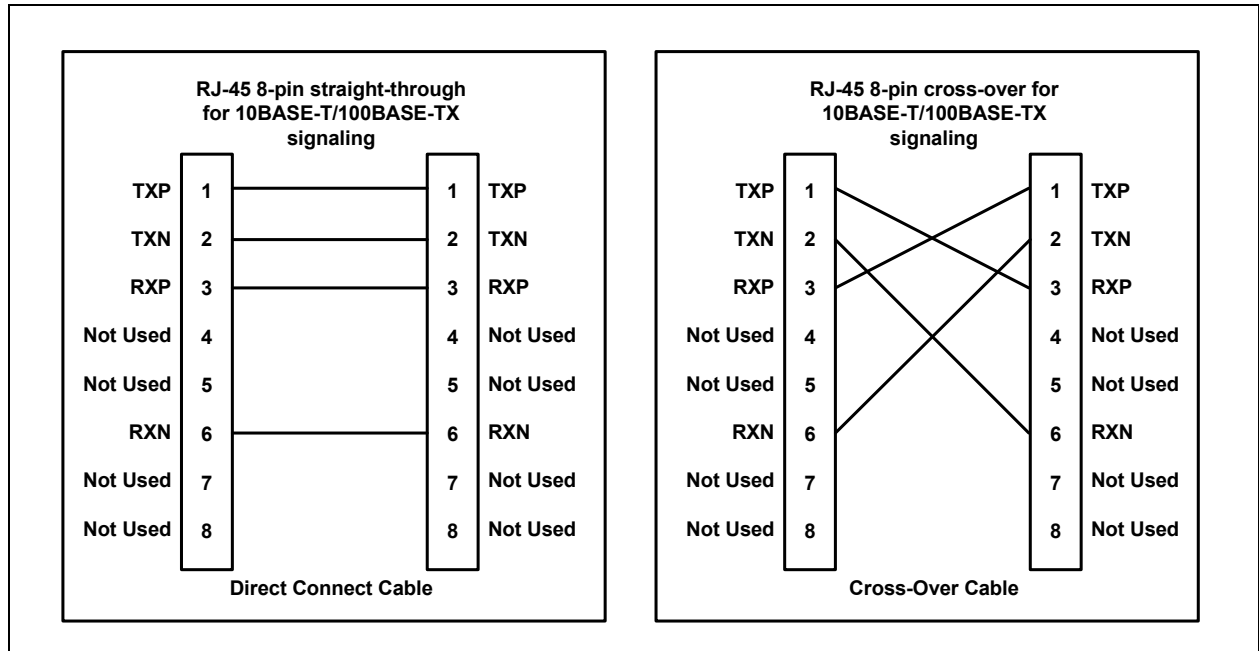 RJ-45 8-pin straight-through
for 10BASE-T/100BASE-TX
signaling
TXP 1 1 TXP
TXN 2 2 TXN
RXP 3 3 RXP
Not Used 4 4 Not Used
Not Used 5 5 Not Used
RXN 6 6 RXN
Not Used 7 7 Not Used
Not Used 8 8 Not Used
Direct Connect Cable
RJ-45 8-pin cross-over for
10BASE-T/100BASE-TX
signaling
TXP 1 1 TXP
TXN 2 2 TXN
RXP 3 3 RXP
Not Used 4 4 Not Used
Not Used 5 5 Not Used
RXN 6 6 RXN
Not Used 7 7 Not Used
Not Used 8 8 Not Used
Cross-Over Cable